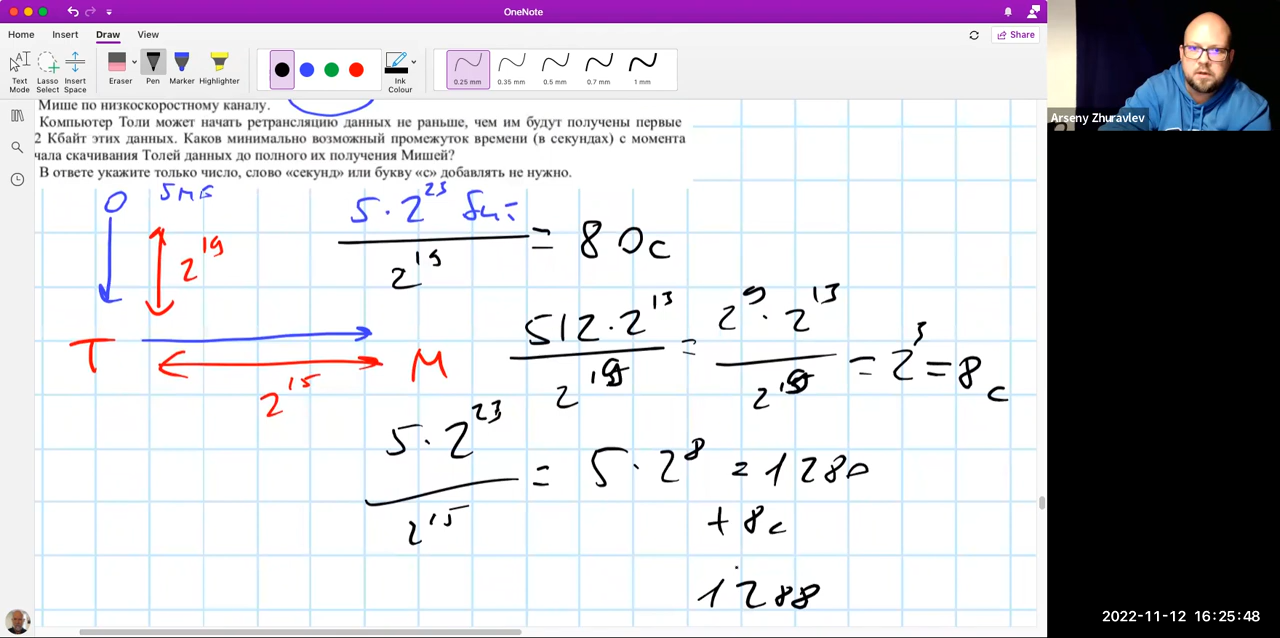 OneNote
Home Insert Draw View
Share
Text Mode Lasso Select Insert Space Eraser Pen Marker Highlighter Ink Colour 0.25 mm 0.35 mm 0.5 mm 0.7 mm 1 mm
Arseny Zhuravlev
Мише по низкоскоростному каналу.
Компьютер Толи может начать ретрансляцию данных не раньше, чем им будут получены первые
2 Кбайт этих данных. Каков минимально возможный промежуток времени (в секундах) с момента
чала скачивания Толей данных до полного их получения Мишей?
В ответе укажите только число, слово «секунд» или букву «с» добавлять не нужно.
О 5мб
2^19
5 · 2^23 бит / 2^19 = 80с
Т 2^15 М
512 · 2^13 / 2^19 = 2^9 · 2^13 / 2^19 = 2^3 = 8с
5 · 2^23 / 2^15 = 5 · 2^8 = 1280
+ 8с
1288
2022-11-12 16:25:48